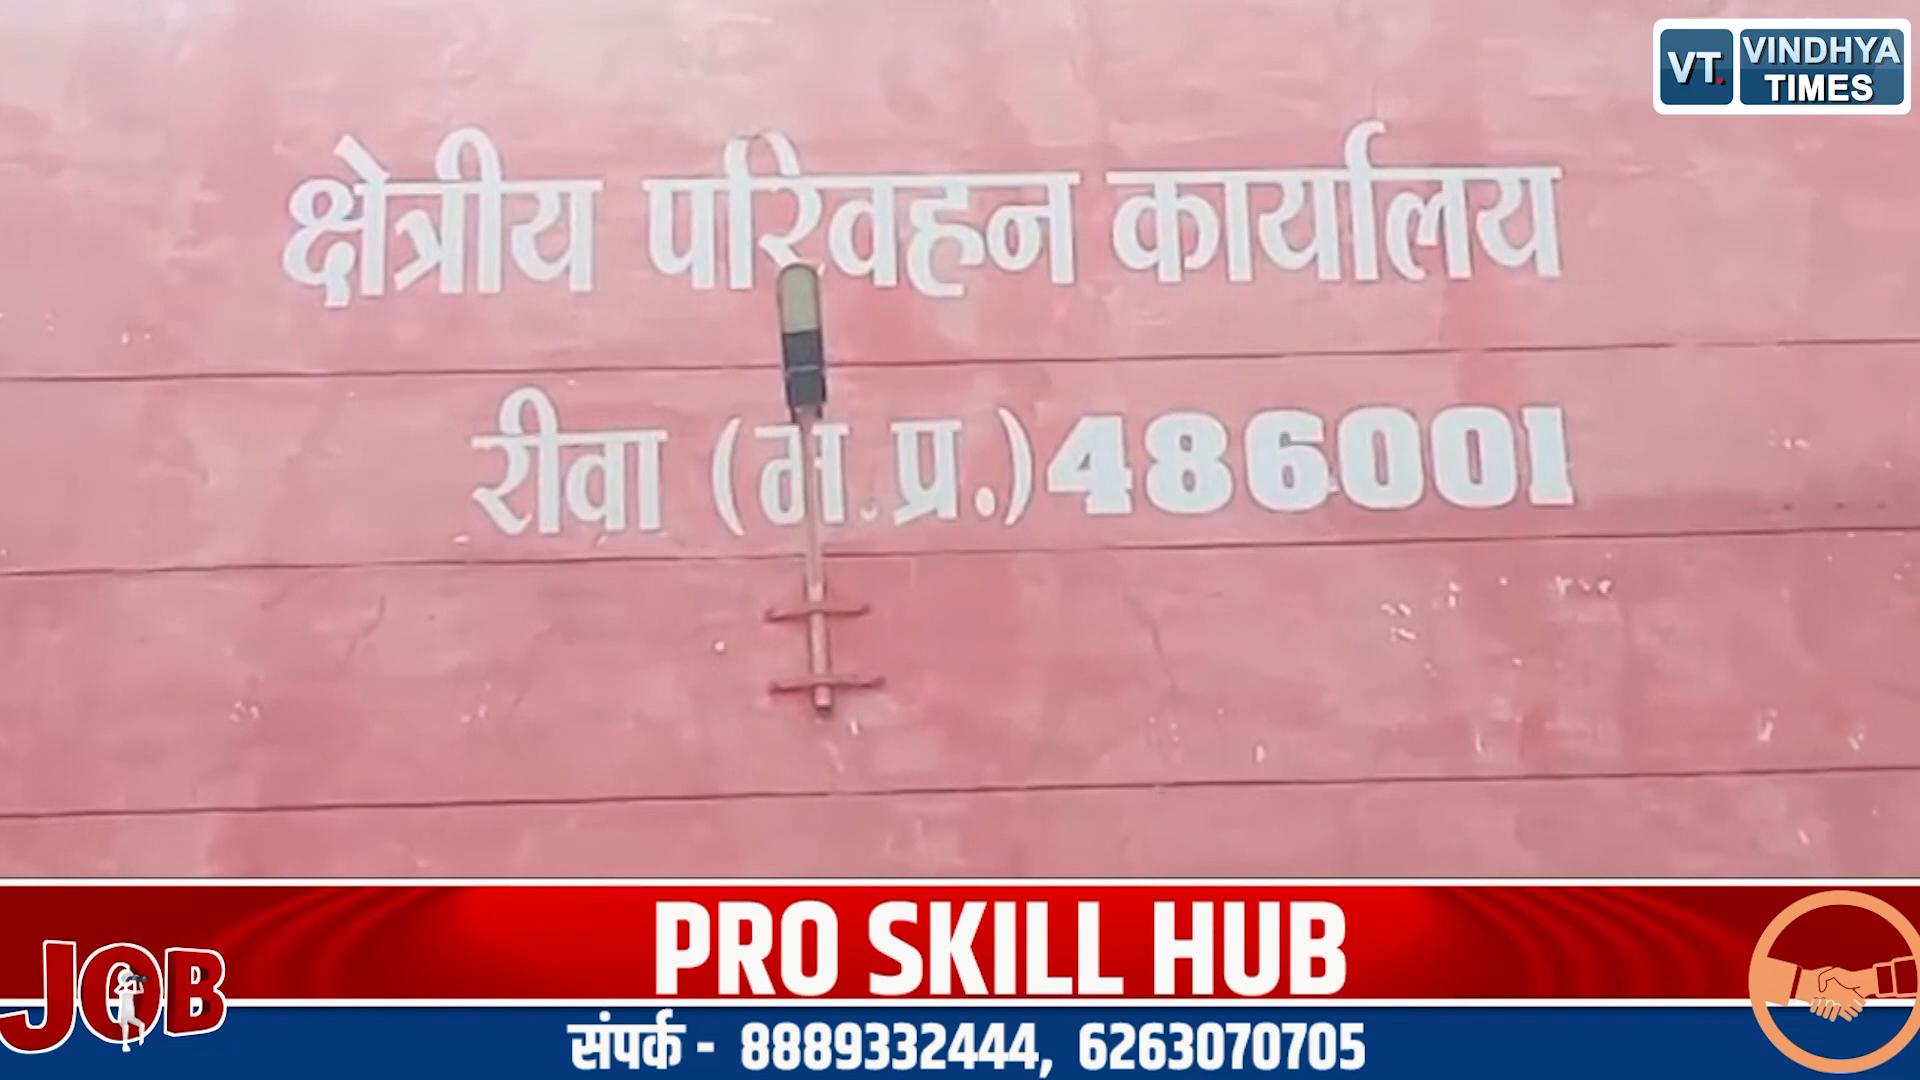 VT. VINDHYA
TIMES
क्षेत्रीय परिवहन कार्यालय
रीवा (म.प्र.) 486001
PRO SKILL HUB
JOB
संपर्क - 8889332444, 6263070705